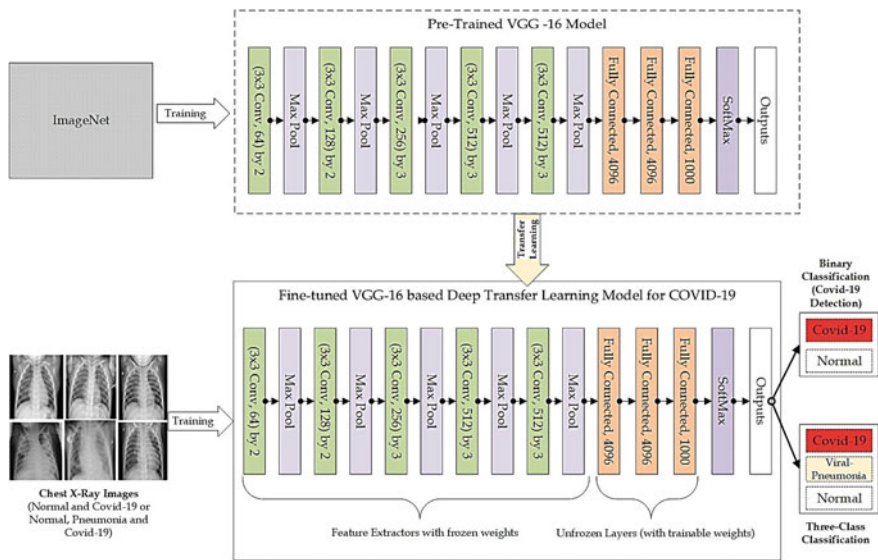 Pre-Trained VGG -16 Model
ImageNet
Training
(3x3 Conv, 64) by 2
Max Pool
(3x3 Conv, 128) by 2
Max Pool
(3x3 Conv, 256) by 3
Max Pool
(3x3 Conv, 512) by 3
Max Pool
(3x3 Conv, 512) by 3
Max Pool
Fully Connected, 4096
Fully Connected, 4096
Fully Connected, 1000
SoftMax
Outputs
Transfer
Learning
Fine-tuned VGG-16 based Deep Transfer Learning Model for COVID-19
Training
(3x3 Conv, 64) by 2
Max Pool
(3x3 Conv, 128) by 2
Max Pool
(3x3 Conv, 256) by 3
Max Pool
(3x3 Conv, 512) by 3
Max Pool
(3x3 Conv, 512) by 3
Max Pool
Fully Connected, 4096
Fully Connected, 4096
Fully Connected, 1000
SoftMax
Outputs
Feature Extractors with frozen weights
Unfrozen Layers (with trainable weights)
Chest X-Ray Images
(Normal and Covid-19 or
Normal, Pneumonia and
Covid-19)
Binary
Classification
(Covid-19
Detection)
Covid-19
Normal
Covid-19
Viral-
Pneumonia
Normal
Three-Class
Classification